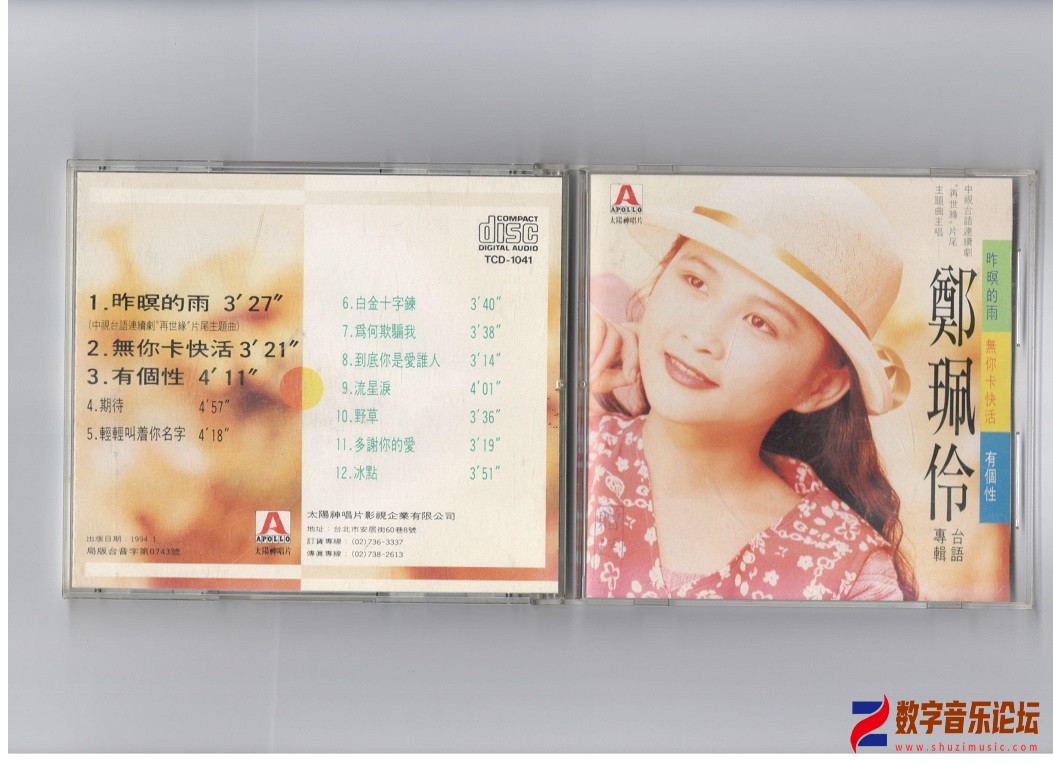 COMPACT
disc
DIGITAL AUDIO
TCD-1041
1.昨暝的雨 3'27"
(中視台語連續劇"再世緣"片尾主題曲)
2.無你卡快活 3'21"
3.有個性 4'11"
4.期待 4'57"
5.輕輕叫著你名字 4'18"
6.白金十字鍊 3'40"
7.為何欺騙我 3'38"
8.到底你是愛誰人 3'14"
9.流星淚 4'01"
10.野草 3'36"
11.多謝你的愛 3'19"
12.冰點 3'51"
出版日期：1994.1
局版台音字第0743號
A
APOLLO
太陽神唱片
太陽神唱片影視企業有限公司
地址：台北市安居街60巷8號
訂貨專線：(02)736-3337
傳真專線：(02)738-2613
A
APOLLO
太陽神唱片
中視台語連續劇
"再世緣"片尾
主題曲主唱
鄭珮伶
台語
專輯
昨暝的雨
無你卡快活
有個性
数字音乐论坛
www.shuzimusic.com